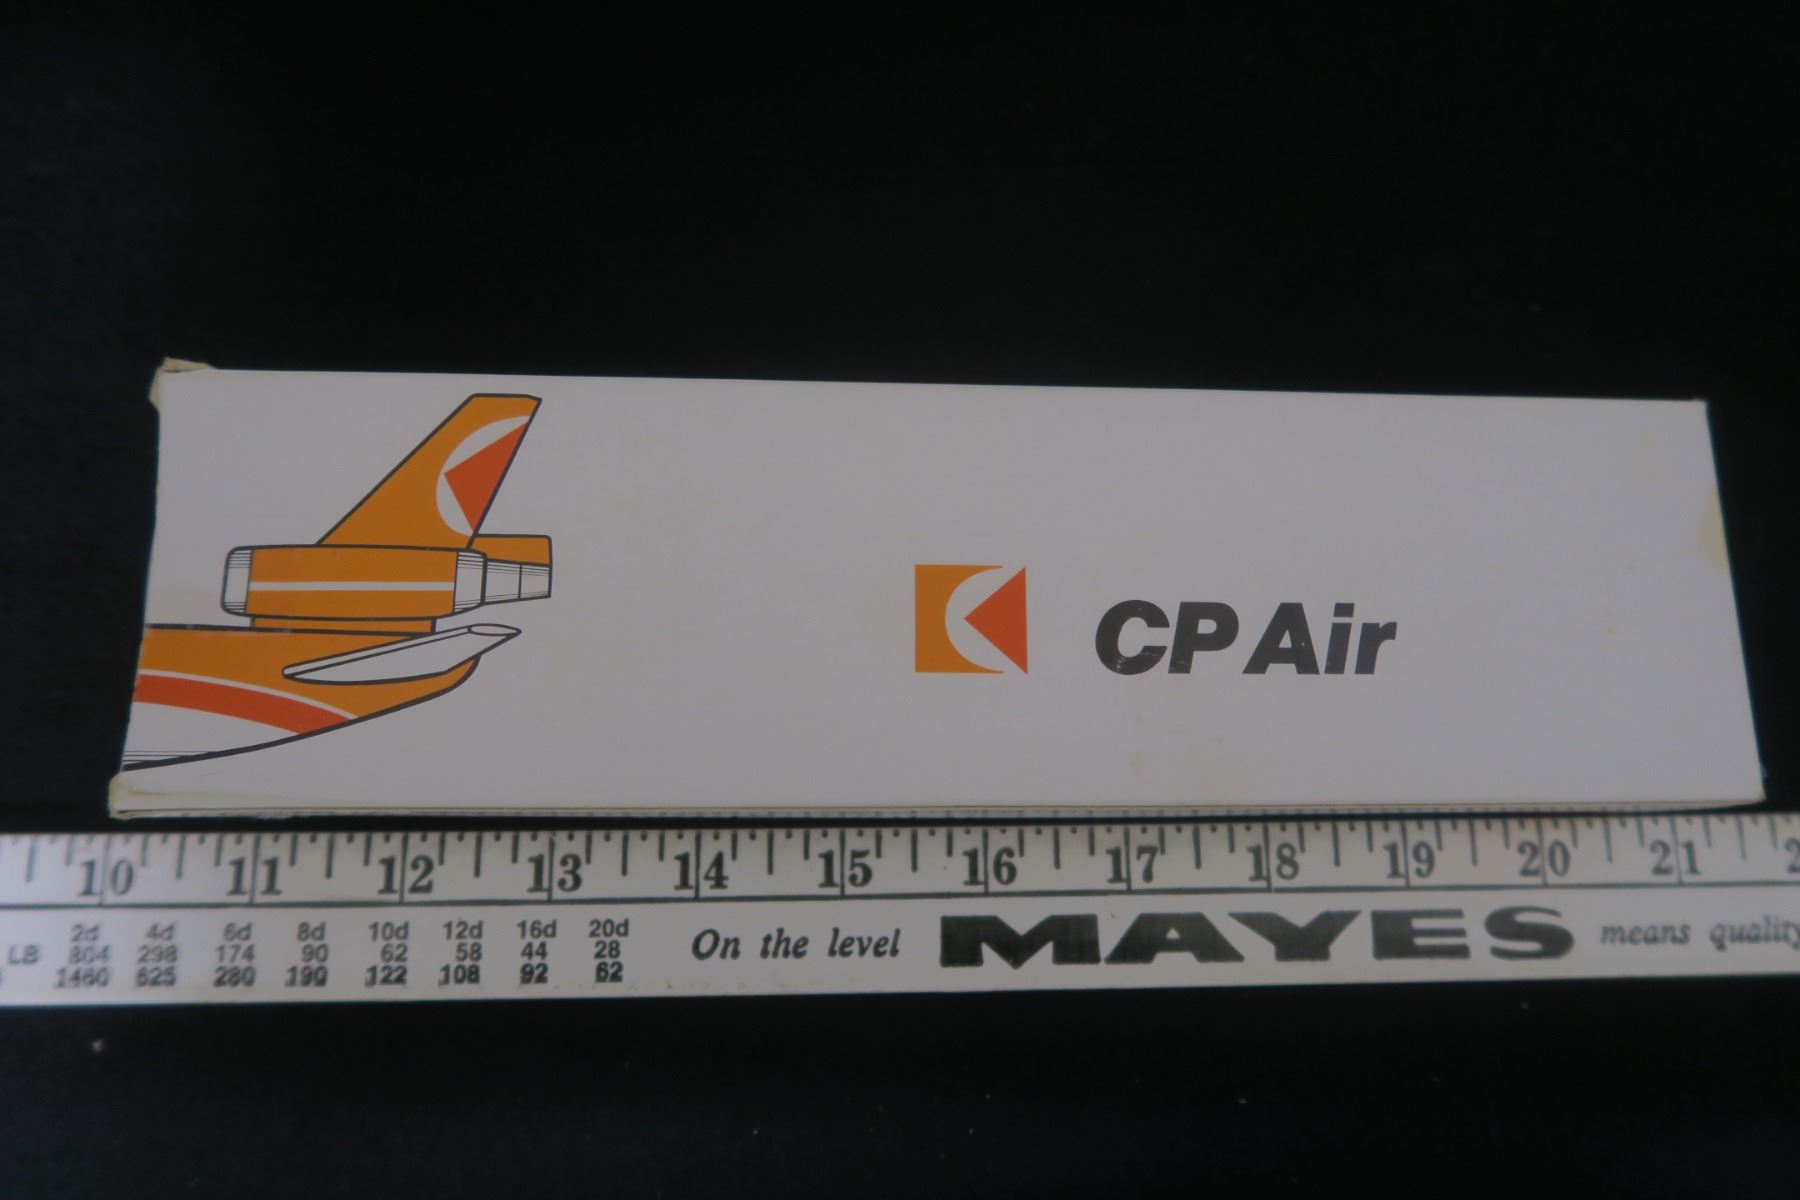 CP Air
10 11 12 13 14 15 16 17 18 19 20 21
2d 4d 6d 8d 10d 12d 16d 20d
LB 804 298 174 90 62 58 44 28
1460 625 280 190 122 108 92 62
On the level MAYES means quality